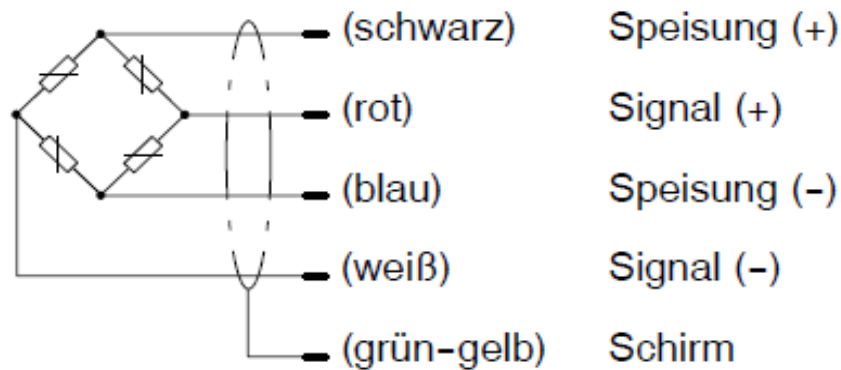 (schwarz) Speisung (+)
(rot) Signal (+)
(blau) Speisung (-)
(weiß) Signal (-)
(grün-gelb) Schirm